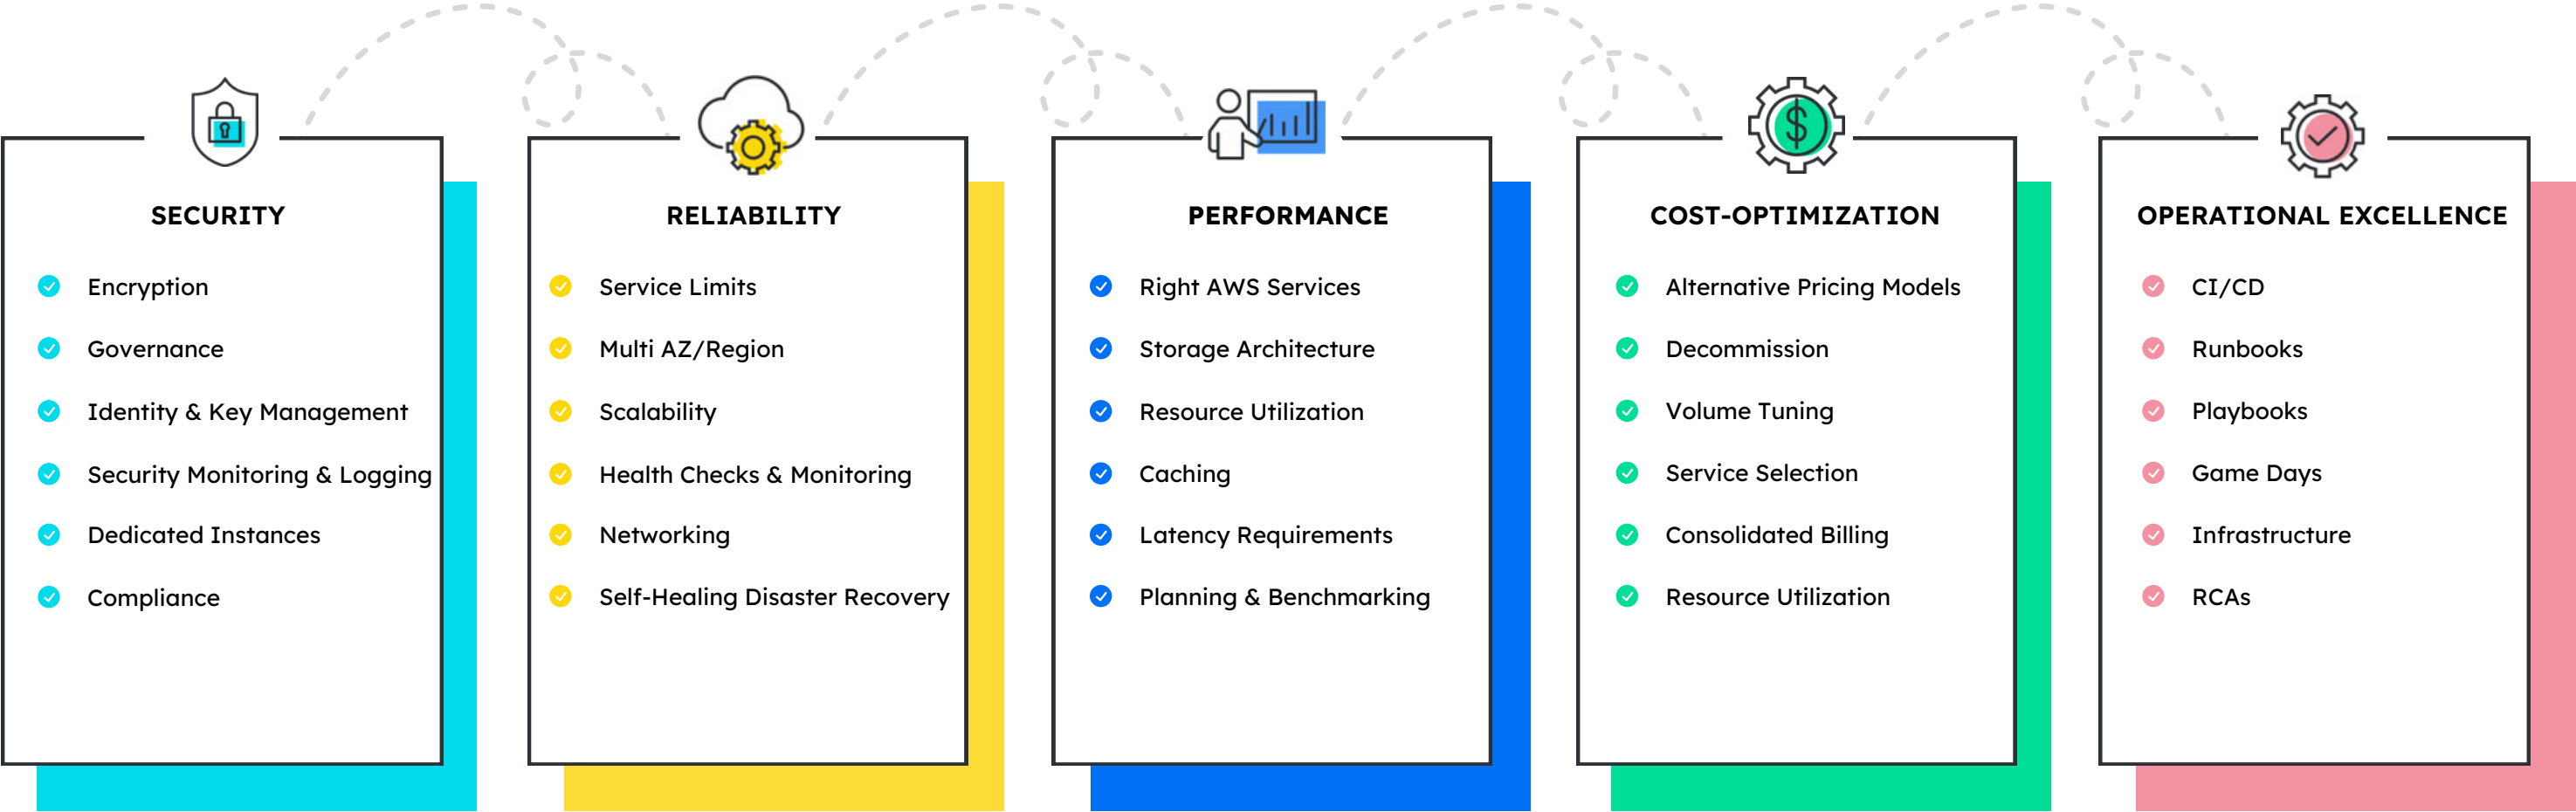 SECURITY
Encryption
Governance
Identity & Key Management
Security Monitoring & Logging
Dedicated Instances
Compliance
RELIABILITY
Service Limits
Multi AZ/Region
Scalability
Health Checks & Monitoring
Networking
Self-Healing Disaster Recovery
PERFORMANCE
Right AWS Services
Storage Architecture
Resource Utilization
Caching
Latency Requirements
Planning & Benchmarking
COST-OPTIMIZATION
Alternative Pricing Models
Decommission
Volume Tuning
Service Selection
Consolidated Billing
Resource Utilization
OPERATIONAL EXCELLENCE
CI/CD
Runbooks
Playbooks
Game Days
Infrastructure
RCAs